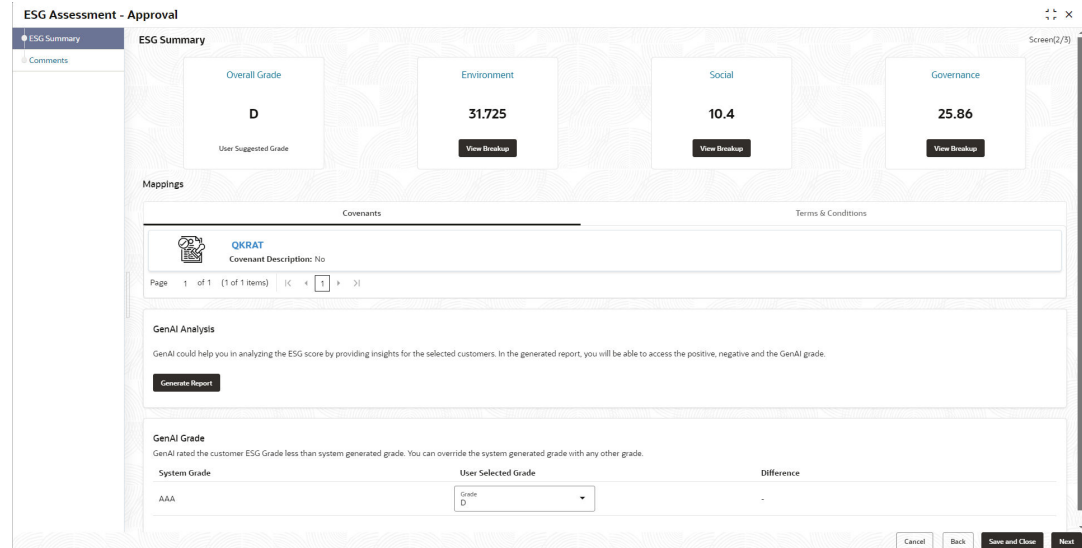 ESG Assessment - Approval
ESG Summary
Comments
ESG Summary
Screen(2/3)
Overall Grade
D
User Suggested Grade
Environment
31.725
View Breakup
Social
10.4
View Breakup
Governance
25.86
View Breakup
Mappings
Covenants
Terms & Conditions
QKRAT
Covenant Description: No
Page 1 of 1 (1 of 1 items) 1
GenAI Analysis
GenAI could help you in analyzing the ESG score by providing insights for the selected customers. In the generated report, you will be able to access the positive, negative and the GenAI grade.
Generate Report
GenAI Grade
GenAI rated the customer ESG Grade less than system generated grade. You can override the system generated grade with any other grade.
System Grade User Selected Grade Difference
AAA
Grade
D
-
Cancel Back Save and Close Next